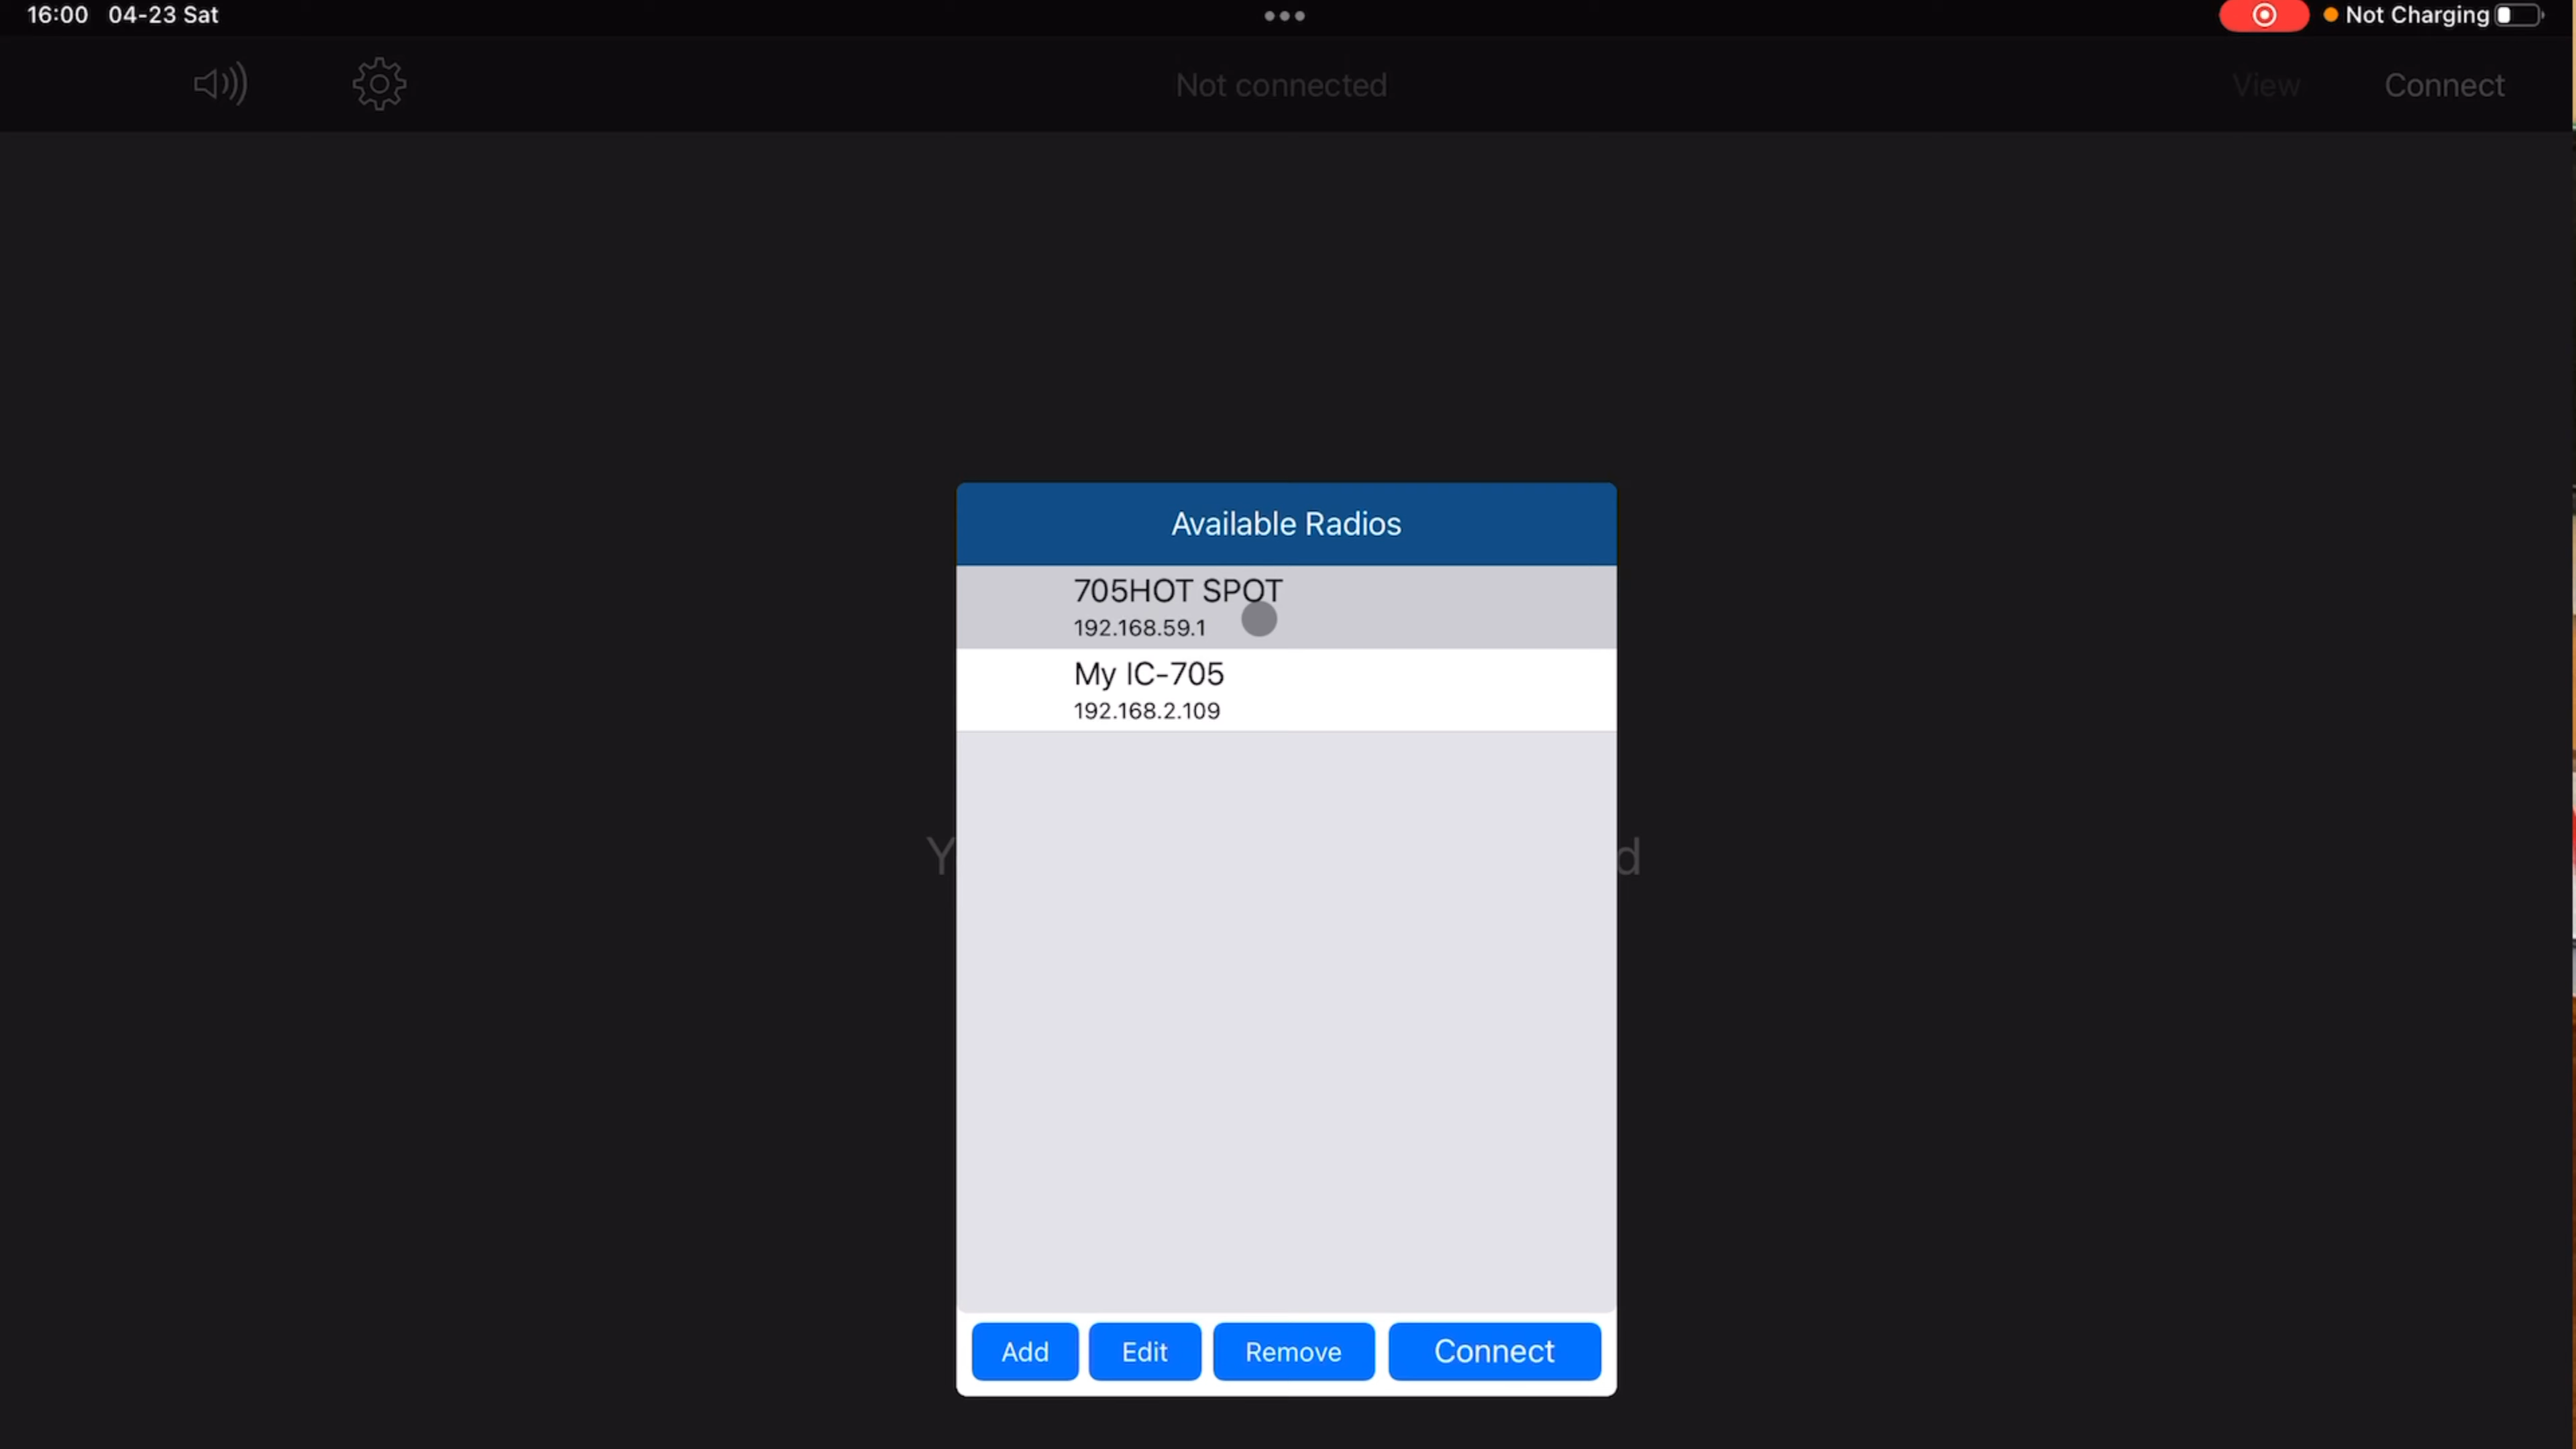 16:00 04-23 Sat
Not Charging
Not connected
View
Connect
Available Radios
705HOT SPOT
192.168.59.1
My IC-705
192.168.2.109
Y
d
Add
Edit
Remove
Connect